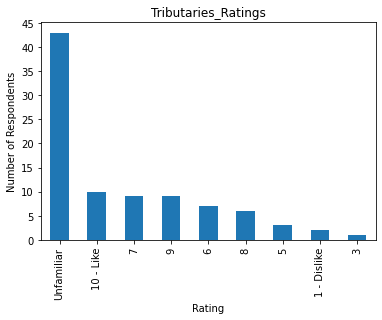 Tributaries_Ratings
Number of Respondents
45
40
35
30
25
20
15
10
5
0
Unfamiliar
10 - Like
7
9
6
8
5
1 - Dislike
3
Rating